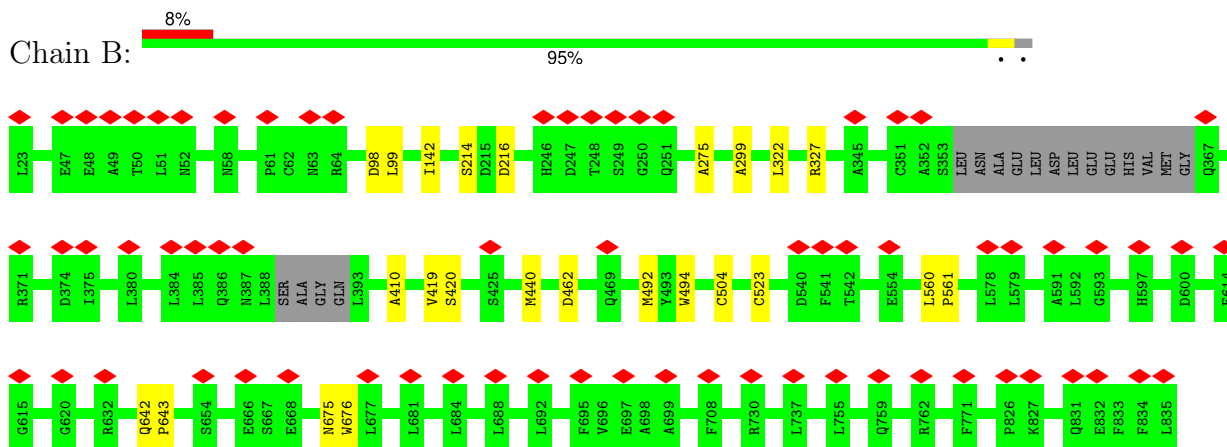 8%
Chain B:
95%
. .
L23 E47 E48 A49 T50 L51 N52 N58 P61 C62 N63 R64 D98 L99 I142 S214 D215 D216 H246 D247 T248 S249 G250 Q251 A275 A299 L322 R327 A345 C351 A352 S353 LEU ASN ALA GLU LEU ASP LEU GLU GLU HIS VAL MET GLY Q367
R371 D374 I375 L380 L384 L385 Q386 N387 L388 SER ALA GLY GLN L393 A410 V419 S420 S425 M440 D462 Q469 M492 Y493 W494 C504 C523 D540 F541 T542 E554 L560 P561 L578 L579 A591 L592 G593 H597 D600
G615 G620 R632 Q642 P643 S654 E666 S667 E668 N675 W676 L677 L681 L684 L688 L692 F695 V696 E697 A698 A699 F708 R730 L737 L755 Q759 R762 F771 P826 K827 Q831 E832 F833 F834 L835